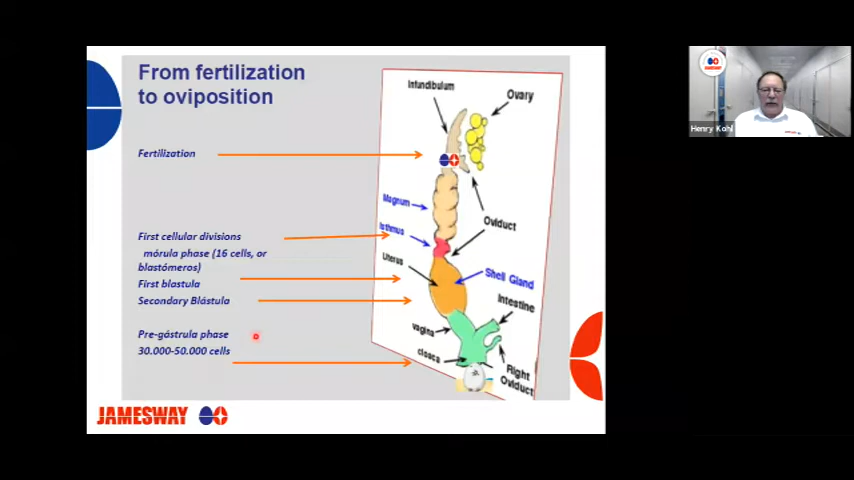 From fertilization
to oviposition
Fertilization
First cellular divisions
mórula phase (16 cells, or
blastómeros)
First blastula
Secondary Blástula
Pre-gástrula phase
30.000-50.000 cells
Infundibulum
Ovary
Magnum
Oviduct
Isthmus
Uterus
Shell Gland
Intestine
vagina
cloaca
Right
Oviduct
JAMESWAY
JAMESWAY
Henry Kohl